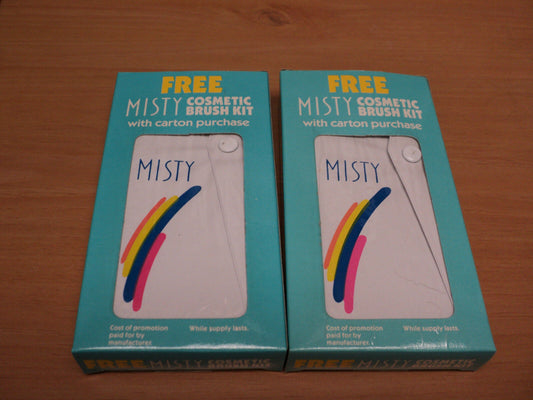 FREE
MISTY COSMETIC
BRUSH KIT
with carton purchase
MISTY
Cost of promotion
paid for by
manufacturer.
While supply lasts.
FREE MISTY COSMETIC
FREE
MISTY COSMETIC
BRUSH KIT
with carton purchase
MISTY
Cost of promotion
paid for by
manufacturer.
While supply lasts.
FREE MISTY COSMETIC